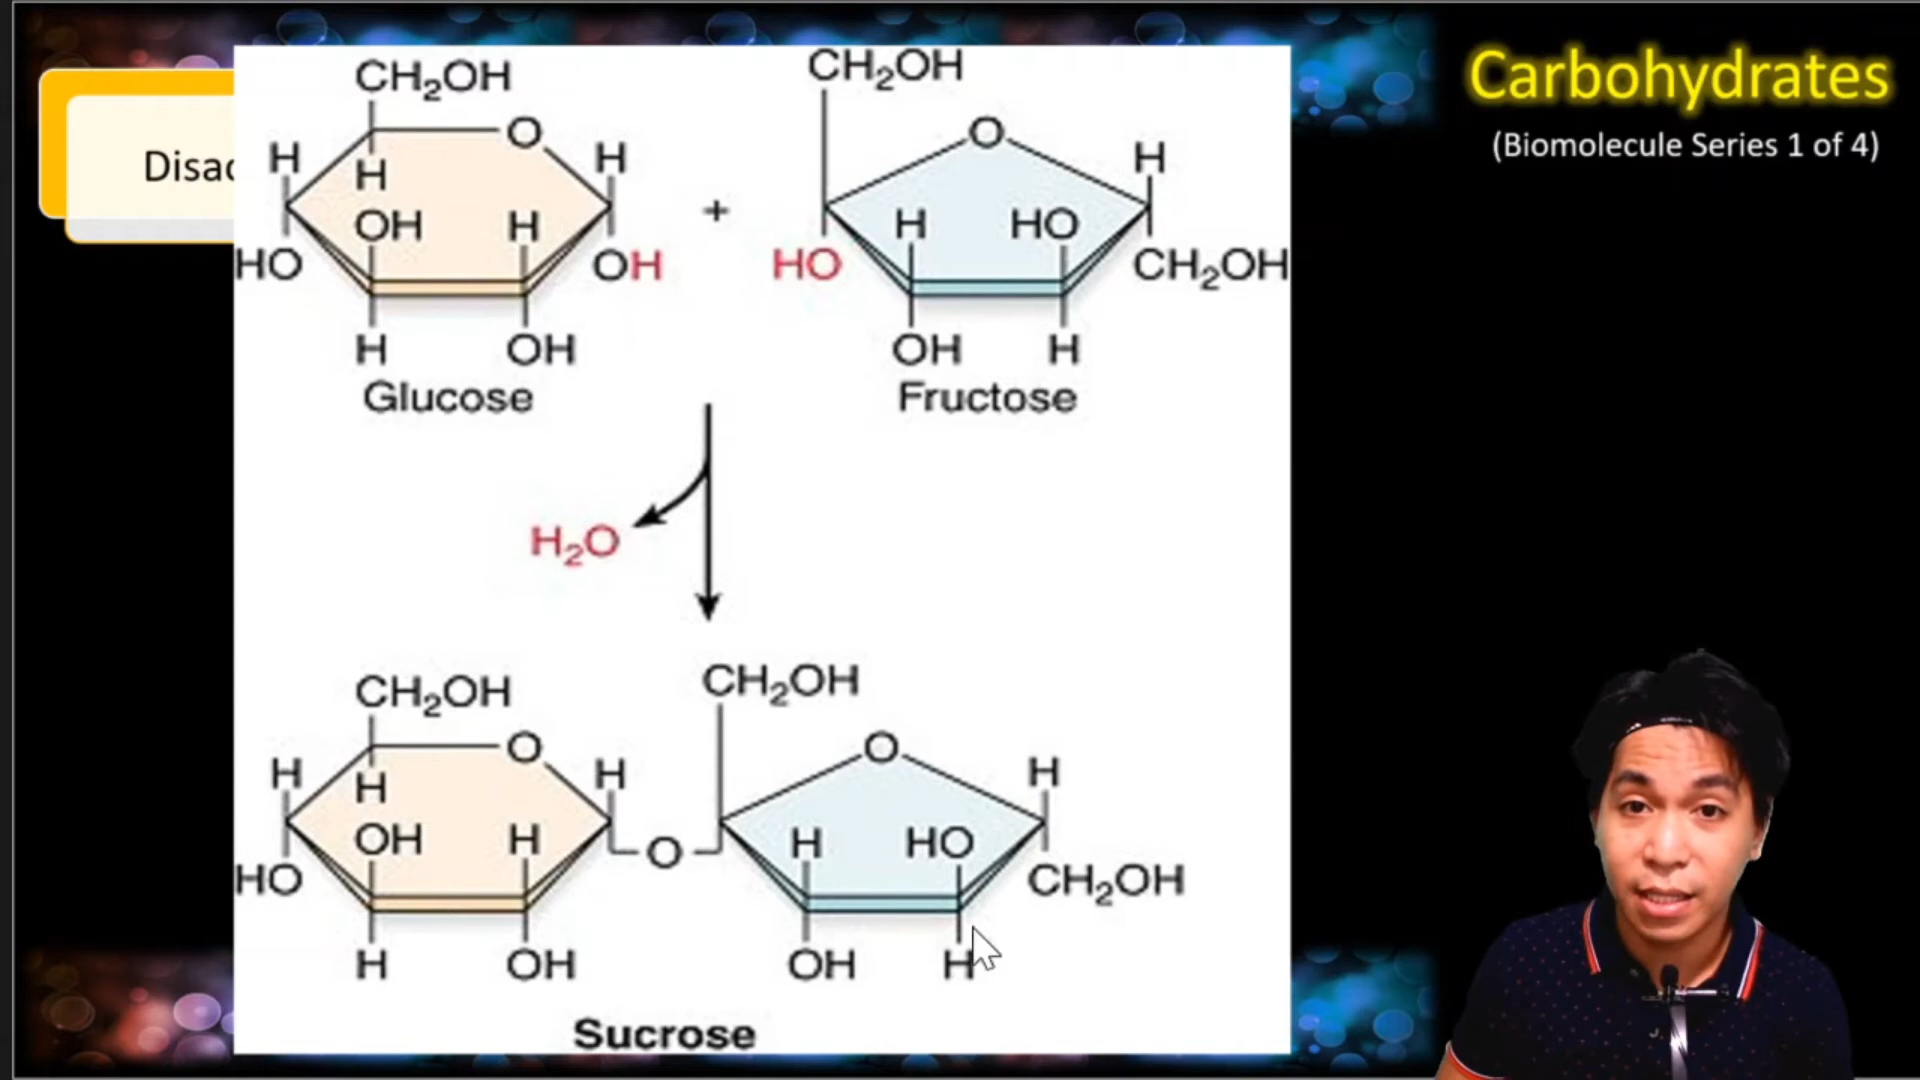 Carbohydrates
(Biomolecule Series 1 of 4)
Disac
CH₂OH
CH₂OH
O
O
H
H
H
H
OH
H
H
HO
HO
OH
HO
CH₂OH
H
OH
OH
H
+
Glucose
Fructose
H₂O
CH₂OH
CH₂OH
O
O
H
H
H
H
OH
H
H
HO
HO
O
CH₂OH
H
OH
OH
H
Sucrose